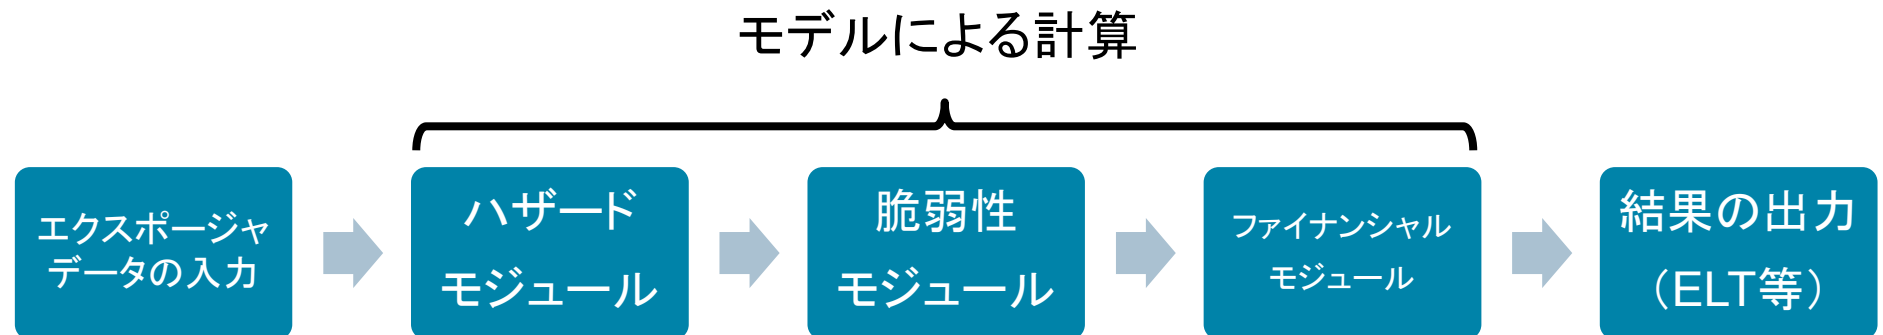 モデルによる計算
エクスポージャ
データの入力
ハザード
モジュール
脆弱性
モジュール
ファイナンシャル
モジュール
結果の出力
（ELT等）